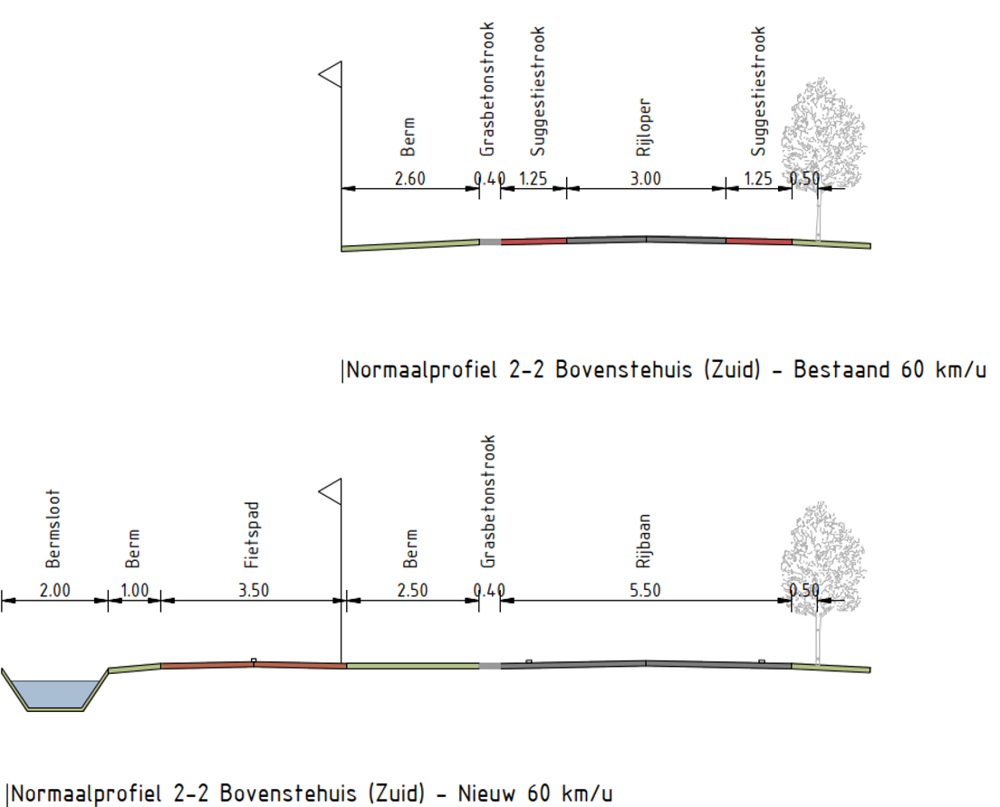 Berm
Grasbetonstrook
Suggestiestrook
Rijloper
Suggestiestrook
2.60
0.40
1.25
3.00
1.25
0.50
Normaalprofiel 2-2 Bovenstehuis (Zuid) - Bestaand 60 km/u
Bermsloot
Berm
Fietspad
Berm
Grasbetonstrook
Rijbaan
2.00
1.00
3.50
2.50
0.40
5.50
0.50
Normaalprofiel 2-2 Bovenstehuis (Zuid) - Nieuw 60 km/u